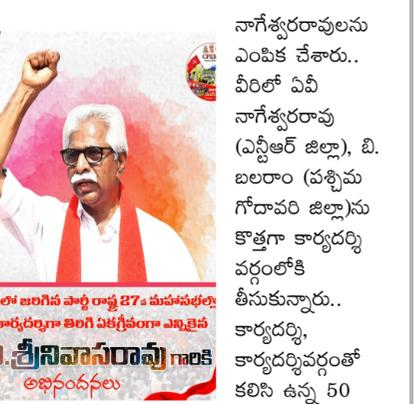 లో జరిగిన పార్టీ రాష్ట్ర 27వ మహాసభల్లో
కార్యదర్శిగా తిరిగి ఏకగ్రీవంగా ఎన్నికైన
.శ్రీనివాసరావు గారికి
అభినందనలు
నాగేశ్వరరావులను
ఎంపిక చేశారు..
వీరిలో ఏవీ
నాగేశ్వరరావు
(ఎన్టీఆర్ జిల్లా), బి.
బలరాం (పశ్చిమ
గోదావరి జిల్లా)ను
కొత్తగా కార్యదర్శి
వర్గంలోకి
తీసుకున్నారు..
కార్యదర్శి,
కార్యదర్శివర్గంతో
కలిసి ఉన్న 50